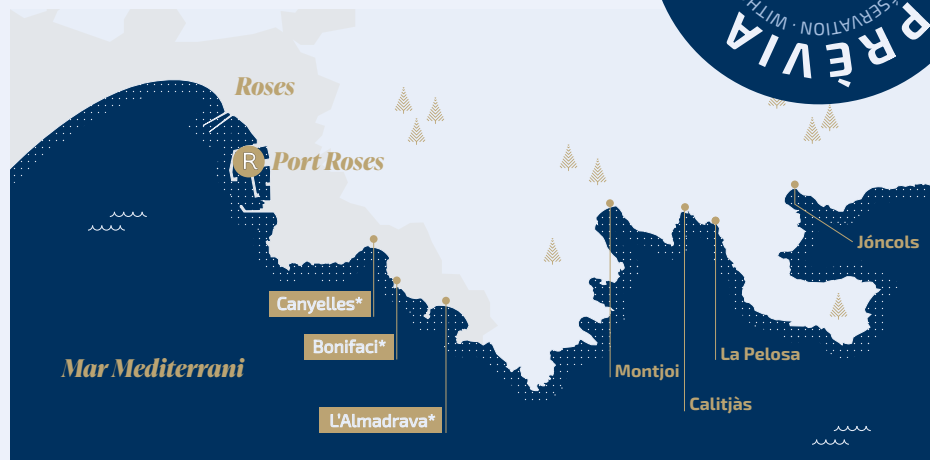 SERVATION · WITH
PRÈVIA
Roses
R
Port Roses
Jóncols
Canyelles*
Bonifaci*
La Pelosa
Mar Mediterrani
Montjoi
Calitjàs
L'Almadrava*